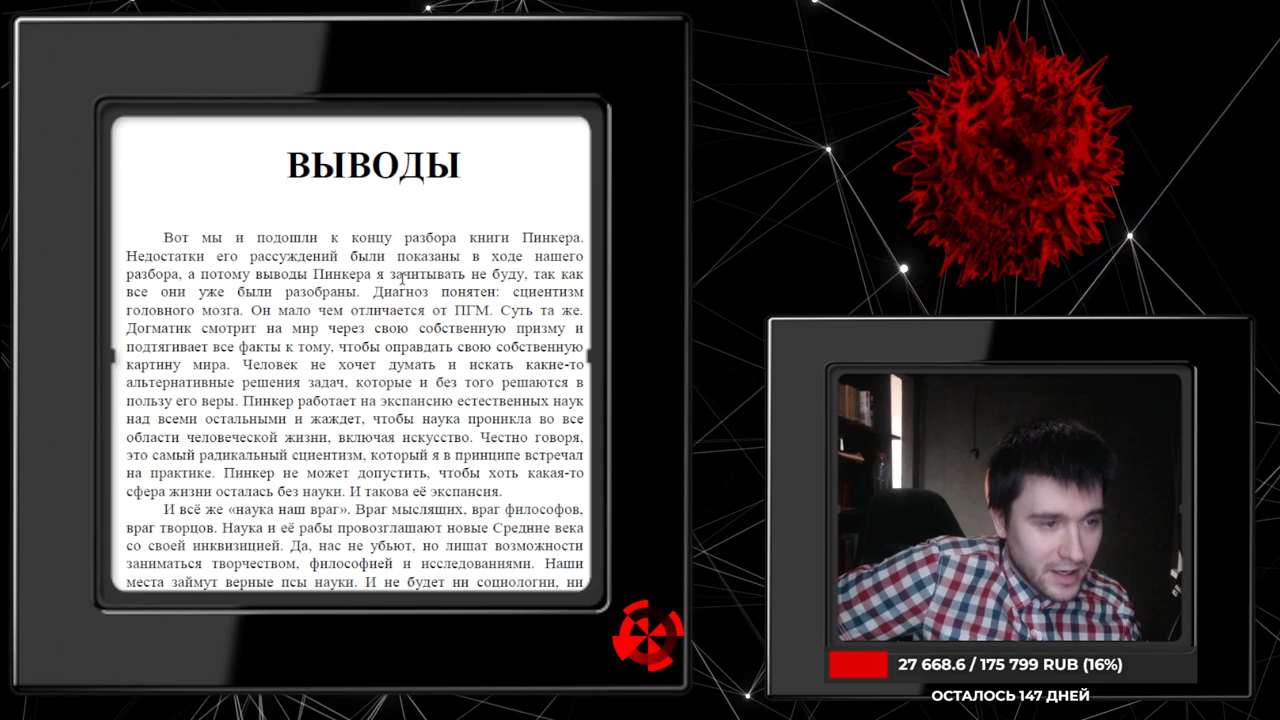 ВЫВОДЫ
Вот мы и подошли к концу разбора книги Пинкера.
Недостатки его рассуждений были показаны в ходе нашего
разбора, а потому выводы Пинкера я зачитывать не буду, так как
все они уже были разобраны. Диагноз понятен: сциентизм
головного мозга. Он мало чем отличается от ПГМ. Суть та же.
Догматик смотрит на мир через свою собственную призму и
подтягивает все факты к тому, чтобы оправдать свою собственную
картину мира. Человек не хочет думать и искать какие-то
альтернативные решения задач, которые и без того решаются в
пользу его веры. Пинкер работает на экспансию естественных наук
над всеми остальными и жаждет, чтобы наука проникла во все
области человеческой жизни, включая искусство. Честно говоря,
это самый радикальный сциентизм, который я в принципе встречал
на практике. Пинкер не может допустить, чтобы хоть какая-то
сфера жизни осталась без науки. И такова её экспансия.
И всё же «наука наш враг». Враг мыслящих, враг философов,
враг творцов. Наука и её рабы провозглашают новые Средние века
со своей инквизицией. Да, нас не убьют, но лишат возможности
заниматься творчеством, философией и исследованиями. Наши
места займут верные псы науки. И не будет ни социологии, ни
27 668.6 / 175 799 RUB (16%)
ОСТАЛОСЬ 147 ДНЕЙ